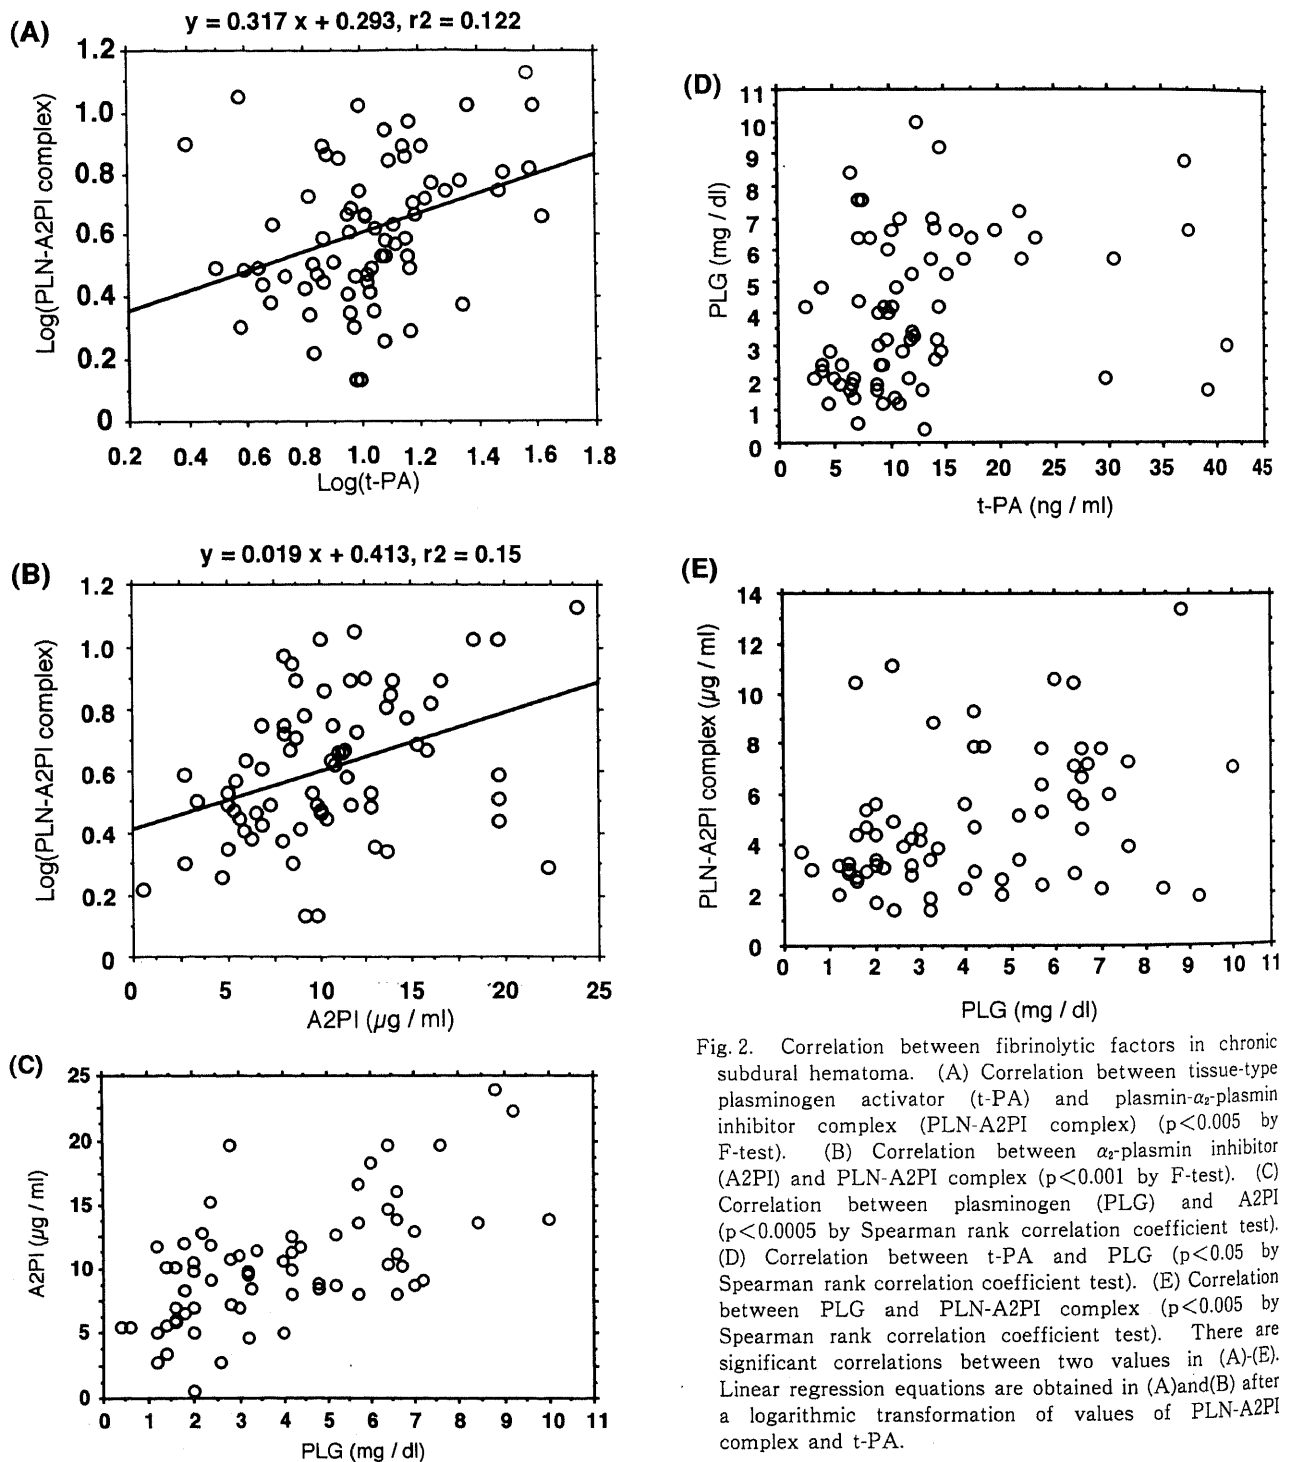 (A)
y = 0.317 x + 0.293, r2 = 0.122
Log(PLN-A2PI complex)
1.2
1.0
0.8
0.6
0.4
0.2
0
0.2 0.4 0.6 0.8 1.0 1.2 1.4 1.6 1.8
Log(t-PA)
(B)
y = 0.019 x + 0.413, r2 = 0.15
Log(PLN-A2PI complex)
1.2
1.0
0.8
0.6
0.4
0.2
0
0 5 10 15 20 25
A2PI (μg / ml)
(C)
A2PI (μg / ml)
25
20
15
10
5
0
0 1 2 3 4 5 6 7 8 9 10 11
PLG (mg / dl)
(D)
PLG (mg / dl)
11
10
9
8
7
6
5
4
3
2
1
0
0 5 10 15 20 25 30 35 40 45
t-PA (ng / ml)
(E)
PLN-A2PI complex (μg / ml)
14
12
10
8
6
4
2
0
0 1 2 3 4 5 6 7 8 9 10 11
PLG (mg / dl)
Fig. 2. Correlation between fibrinolytic factors in chronic
subdural hematoma. (A) Correlation between tissue-type
plasminogen activator (t-PA) and plasmin-α₂-plasmin
inhibitor complex (PLN-A2PI complex) (p<0.005 by
F-test). (B) Correlation between α₂-plasmin inhibitor
(A2PI) and PLN-A2PI complex (p<0.001 by F-test). (C)
Correlation between plasminogen (PLG) and A2PI
(p<0.0005 by Spearman rank correlation coefficient test).
(D) Correlation between t-PA and PLG (p<0.05 by
Spearman rank correlation coefficient test). (E) Correlation
between PLG and PLN-A2PI complex (p<0.005 by
Spearman rank correlation coefficient test). There are
significant correlations between two values in (A)-(E).
Linear regression equations are obtained in (A)and(B) after
a logarithmic transformation of values of PLN-A2PI
complex and t-PA.